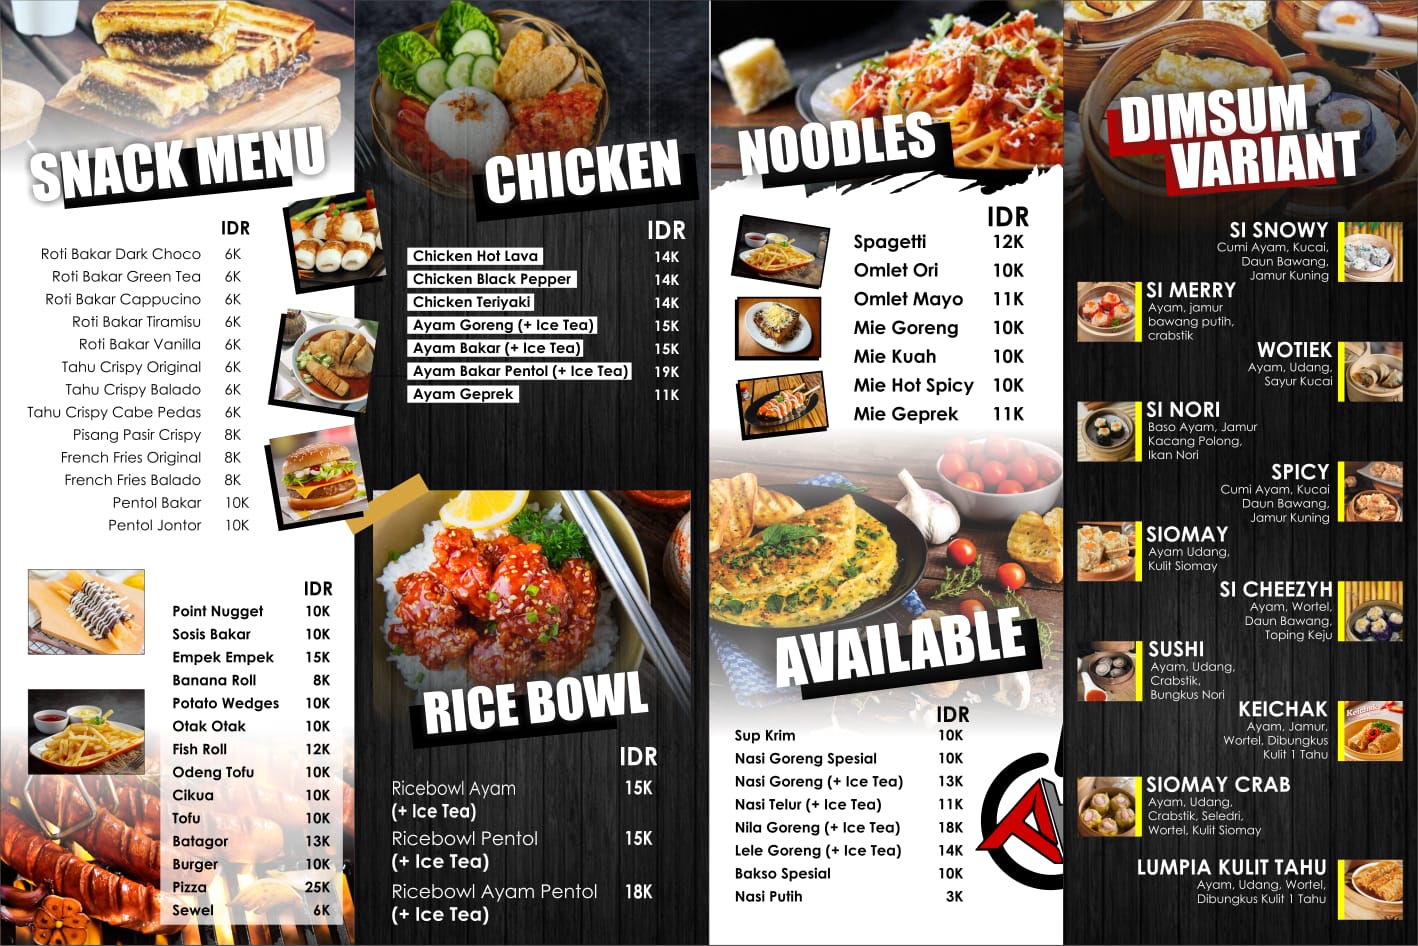 SNACK MENU
IDR
Roti Bakar Dark Choco 6K
Roti Bakar Green Tea 6K
Roti Bakar Cappucino 6K
Roti Bakar Tiramisu 6K
Roti Bakar Vanilla 6K
Tahu Crispy Original 6K
Tahu Crispy Balado 6K
Tahu Crispy Cabe Pedas 6K
Pisang Pasir Crispy 8K
French Fries Original 8K
French Fries Balado 8K
Pentol Bakar 10K
Pentol Jontor 10K
IDR
Point Nugget 10K
Sosis Bakar 10K
Empek Empek 15K
Banana Roll 8K
Potato Wedges 10K
Otak Otak 10K
Fish Roll 12K
Odeng Tofu 10K
Cikua 10K
Tofu 10K
Batagor 13K
Burger 10K
Pizza 25K
Sewel 6K
CHICKEN
IDR
Chicken Hot Lava 14K
Chicken Black Pepper 14K
Chicken Teriyaki 14K
Ayam Goreng (+ Ice Tea) 15K
Ayam Bakar (+ Ice Tea) 15K
Ayam Bakar Pentol (+ Ice Tea) 19K
Ayam Geprek 11K
RICE BOWL
IDR
Ricebowl Ayam 15K
(+ Ice Tea)
Ricebowl Pentol 15K
(+ Ice Tea)
Ricebowl Ayam Pentol 18K
(+ Ice Tea)
NOODLES
IDR
Spagetti 12K
Omlet Ori 10K
Omlet Mayo 11K
Mie Goreng 10K
Mie Kuah 10K
Mie Hot Spicy 10K
Mie Geprek 11K
AVAILABLE
IDR
Sup Krim 10K
Nasi Goreng Spesial 10K
Nasi Goreng (+ Ice Tea) 13K
Nasi Telur (+ Ice Tea) 11K
Nila Goreng (+ Ice Tea) 18K
Lele Goreng (+ Ice Tea) 14K
Bakso Spesial 10K
Nasi Putih 3K
DIMSUM
VARIANT
SI SNOWY
Cumi Ayam, Kucai,
Daun Bawang,
Jamur Kuning
SI MERRY
Ayam, jamur
bawang putih,
crabstik
WOTIEK
Ayam, Udang,
Sayur Kucai
SI NORI
Baso Ayam, Jamur
Kacang Polong,
Ikan Nori
SPICY
Cumi Ayam, Kucai
Daun Bawang,
Jamur Kuning
SIOMAY
Ayam Udang,
Kulit Siomay
SI CHEEZYH
Ayam, Wortel,
Daun Bawang,
Toping Keju
SUSHI
Ayam, Udang,
Crabstik,
Bungkus Nori
KEICHAK
Ayam, Jamur,
Wortel, Dibungkus
Kulit 1 Tahu
Keichak
SIOMAY CRAB
Ayam, Udang,
Crabstik, Seledri,
Wortel, Kulit Siomay
LUMPIA KULIT TAHU
Ayam, Udang, Wortel,
Dibungkus Kulit 1 Tahu